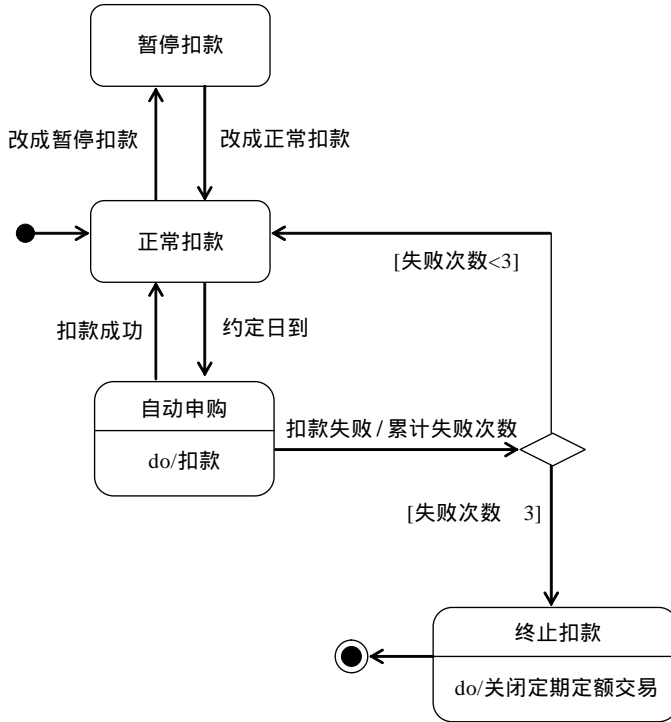 暂停扣款
改成暂停扣款
改成正常扣款
正常扣款
[失败次数<3]
扣款成功
约定日到
自动申购
扣款失败/累计失败次数
do/扣款
[失败次数 3]
终止扣款
do/关闭定期定额交易